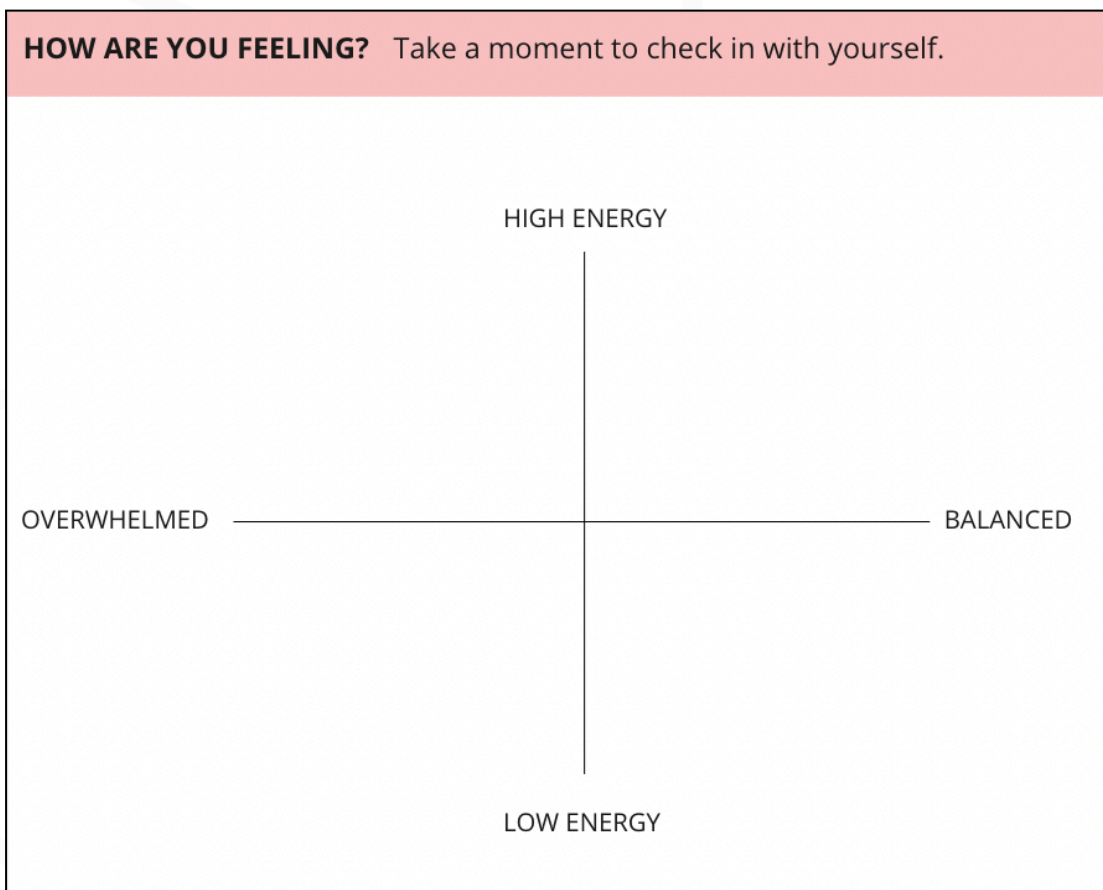 HOW ARE YOU FEELING? Take a moment to check in with yourself.
HIGH ENERGY
OVERWHELMED BALANCED
LOW ENERGY